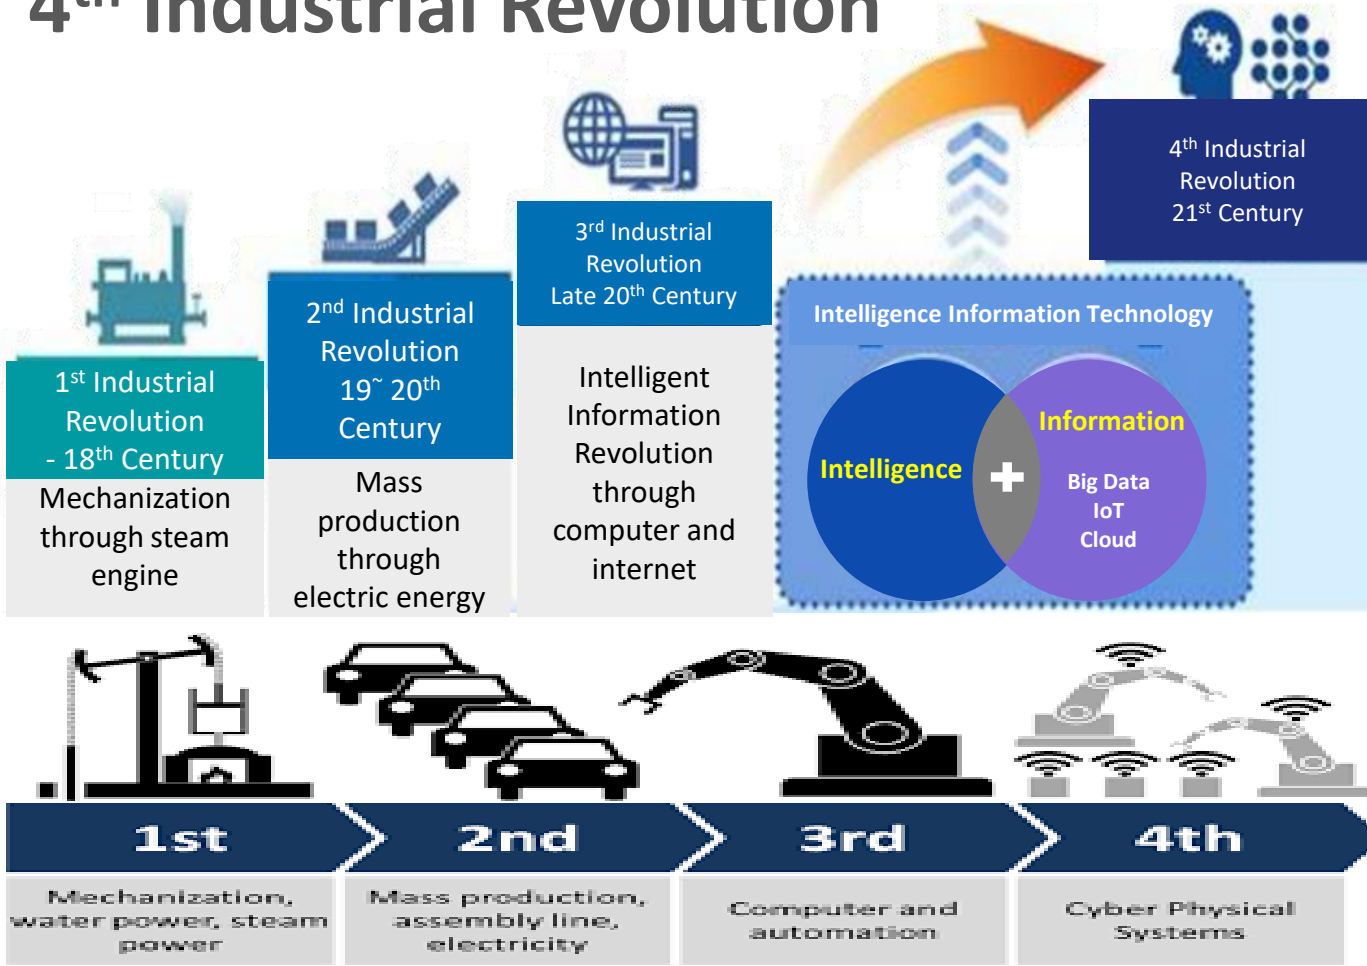 4th Industrial Revolution
4th Industrial
Revolution
21st Century
3rd Industrial
Revolution
Late 20th Century
2nd Industrial
Revolution
19~ 20th
Century
1st Industrial
Revolution
- 18th Century
Mechanization
through steam
engine
Mass
production
through
electric energy
Intelligent
Information
Revolution
through
computer and
internet
Intelligence Information Technology
Intelligence
+
Information
Big Data
IoT
Cloud
1st
2nd
3rd
4th
Mechanization,
water power, steam
power
Mass production,
assembly line,
electricity
Computer and
automation
Cyber Physical
Systems